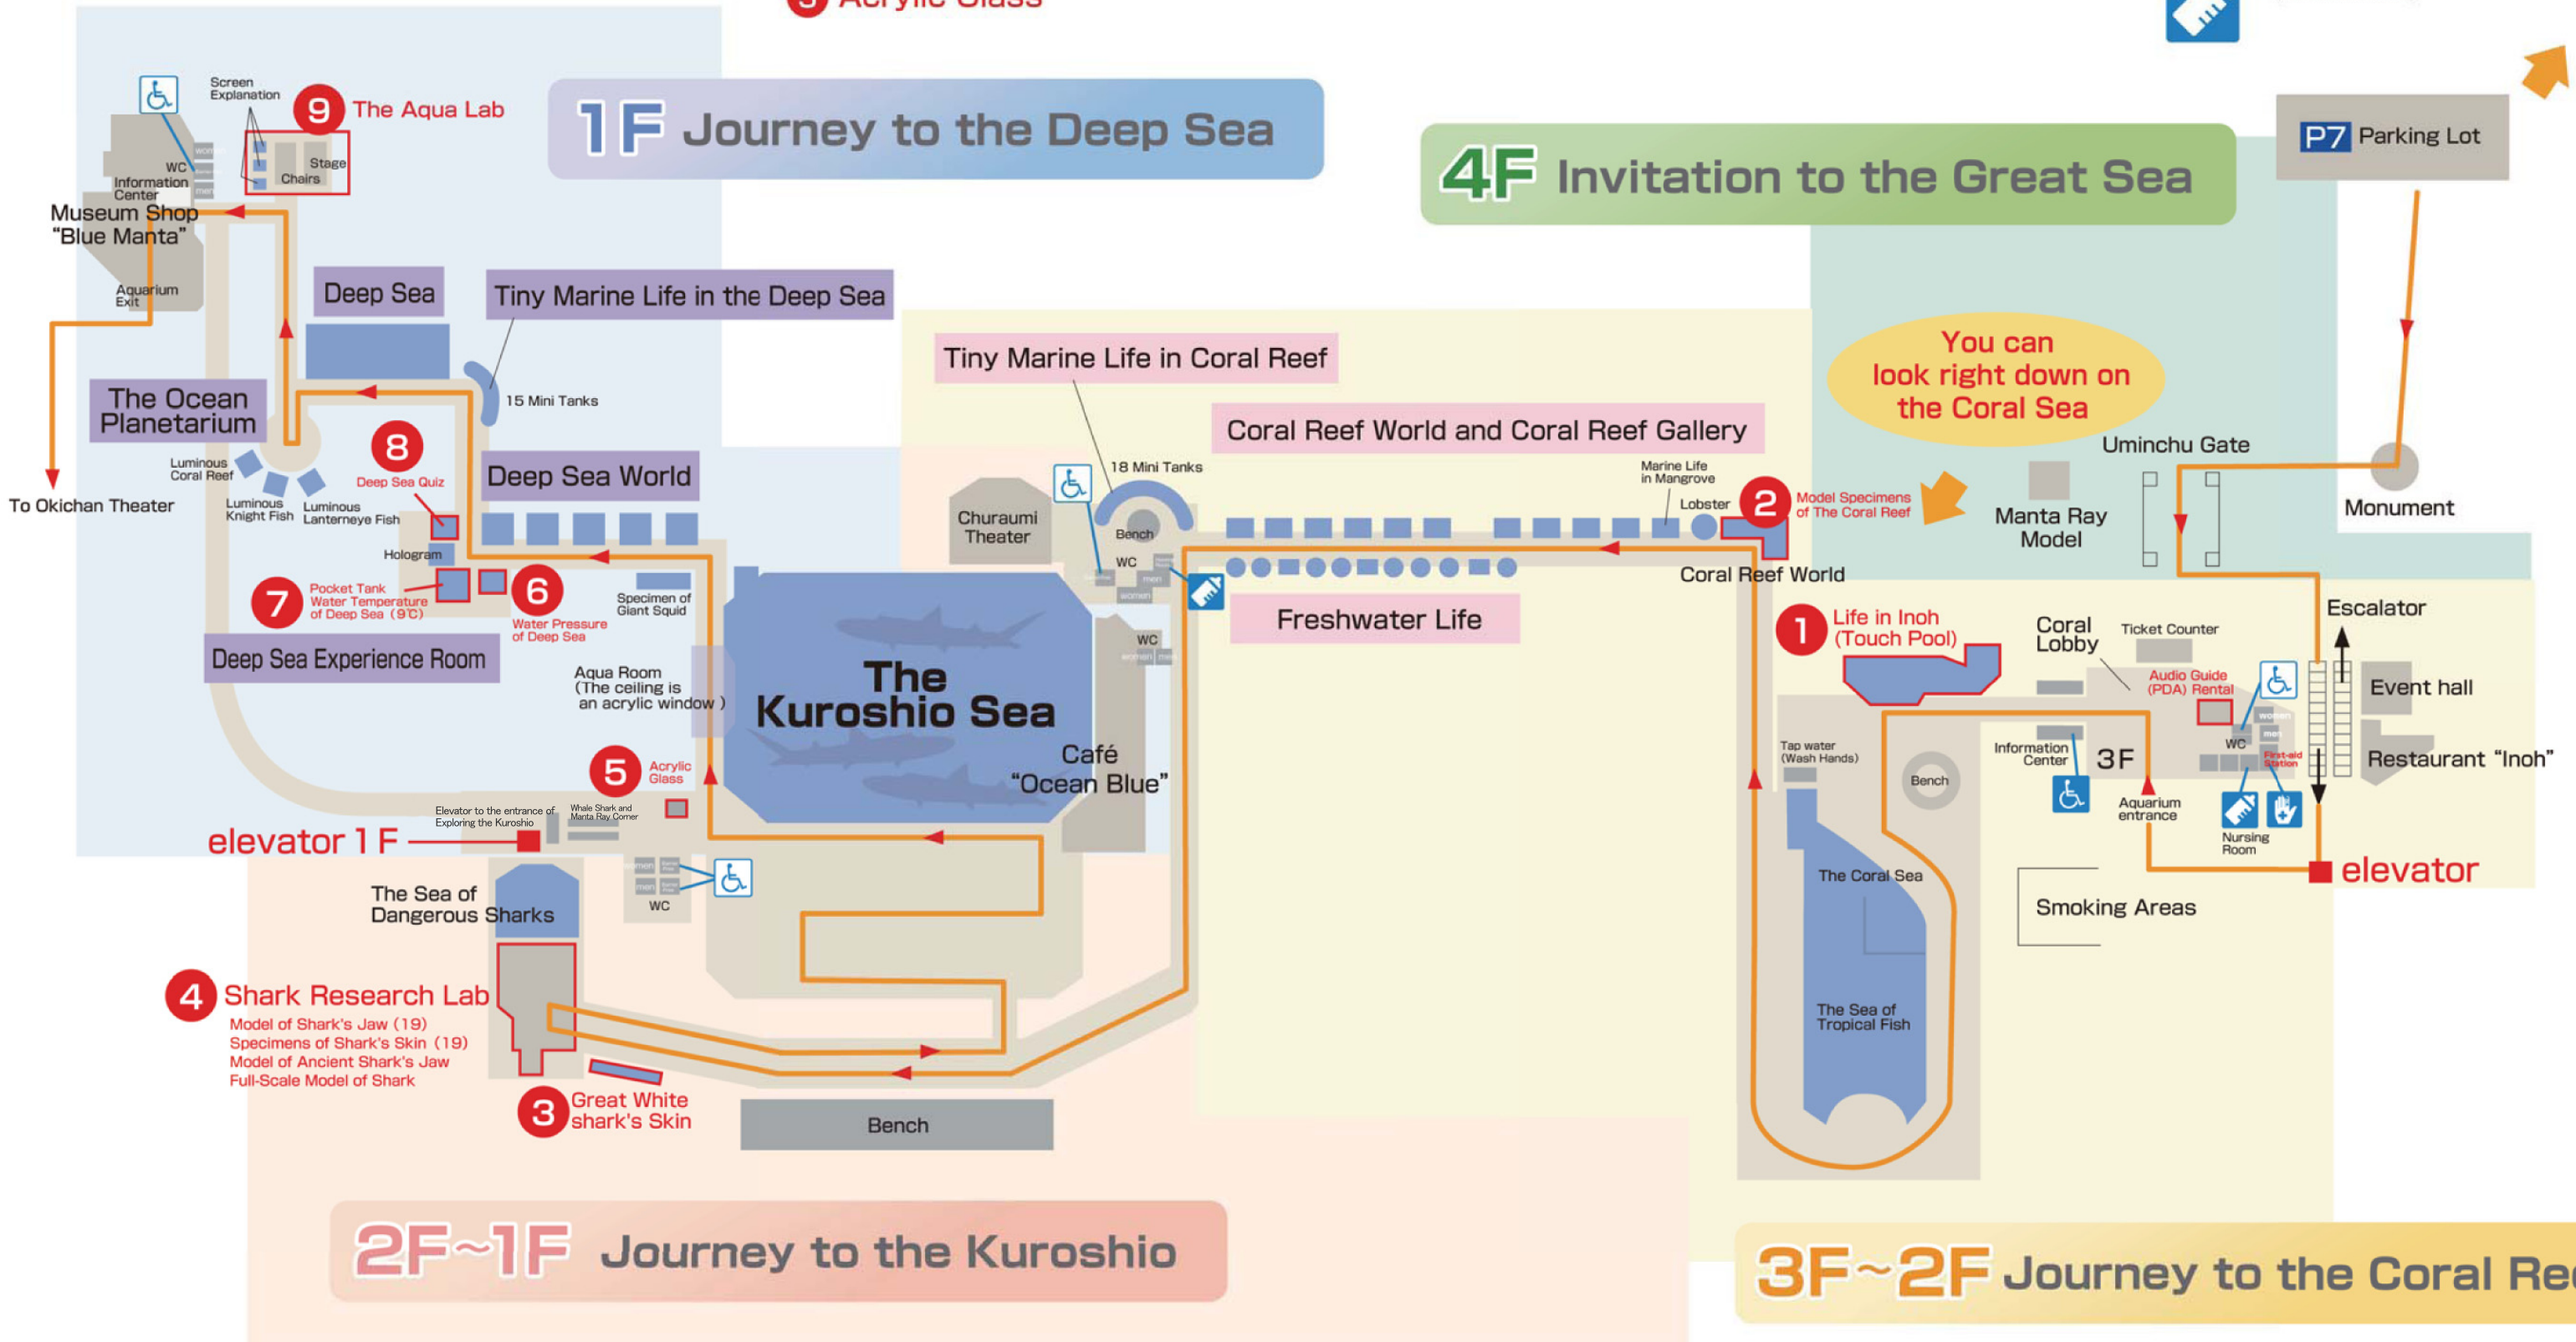 Acrylic Glass
1F Journey to the Deep Sea
4F Invitation to the Great Sea
P7 Parking Lot
Screen
Explanation
9 The Aqua Lab
Stage
Chairs
WC
women
men
Information
Center
Museum Shop
"Blue Manta"
Aquarium
Exit
To Okichan Theater
Deep Sea
Tiny Marine Life in the Deep Sea
15 Mini Tanks
The Ocean
Planetarium
Luminous
Coral Reef
Luminous
Knight Fish
Luminous
Lanterneye Fish
8
Deep Sea Quiz
Deep Sea World
Hologram
7
Pocket Tank
Water Temperature
of Deep Sea (9℃)
6
Water Pressure
of Deep Sea
Specimen of
Giant Squid
Deep Sea Experience Room
Aqua Room
(The ceiling is
an acrylic window )
The
Kuroshio Sea
Café
"Ocean Blue"
5
Acrylic
Glass
Elevator to the entrance of
Exploring the Kuroshio
Whale Shark and
Manta Ray Corner
elevator 1F
The Sea of
Dangerous Sharks
men
men
WC
4 Shark Research Lab
Model of Shark's Jaw (19)
Specimens of Shark's Skin (19)
Model of Ancient Shark's Jaw
Full-Scale Model of Shark
3
Great White
shark's Skin
Bench
2F~1F Journey to the Kuroshio
Tiny Marine Life in Coral Reef
18 Mini Tanks
Churaumi
Theater
Bench
WC
men
women
WC
women men
Coral Reef World and Coral Reef Gallery
Marine Life
in Mangrove
Lobster
2
Model Specimens
of The Coral Reef
Coral Reef World
Freshwater Life
You can
look right down on
the Coral Sea
Manta Ray
Model
Uminchu Gate
Monument
1
Life in Inoh
(Touch Pool)
Coral
Lobby
Ticket Counter
Audio Guide
(PDA) Rental
Escalator
Event hall
Restaurant "Inoh"
women
men
WC
First-aid
Station
Information
Center
3F
Aquarium
entrance
Nursing
Room
Tap water
(Wash Hands)
Bench
The Coral Sea
The Sea of
Tropical Fish
Smoking Areas
elevator
3F~2F Journey to the Coral Ree